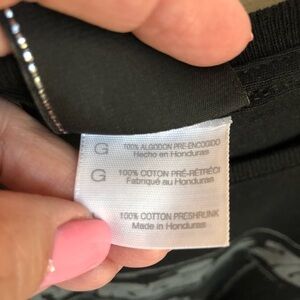 G 100% ALGODON PRE-ENCOGIDO
Hecho en Honduras
G 100% COTON PRÉ-RÉTRÉCI
Fabriqué au Honduras
100% COTTON PRESHRUNK
Made in Honduras